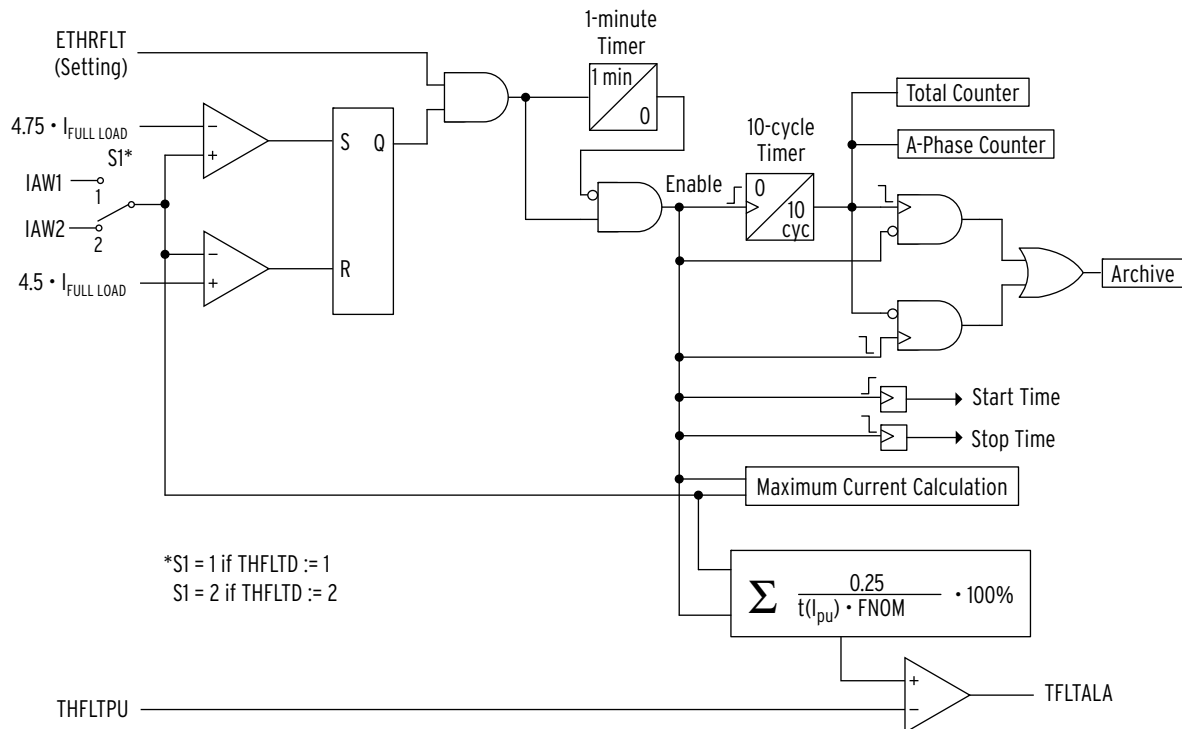 1-minute
Timer
ETHRFLT
(Setting)
1 min
0
Total Counter
4.75 • I FULL LOAD
−
+
S
Q
10-cycle
Timer
A-Phase Counter
S1*
IAW1
1
Enable
0
10
cyc
IAW2
2
−
+
R
4.5 • I FULL LOAD
Archive
Start Time
Stop Time
Maximum Current Calculation
*S1 = 1 if THFLTD := 1
S1 = 2 if THFLTD := 2
Σ 0.25 / t(Ipu) • FNOM • 100%
+
−
TFLTALA
THFLTPU